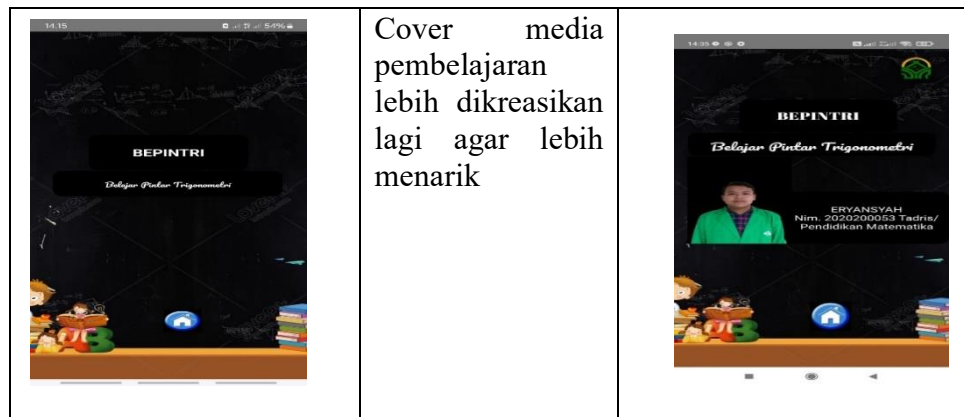 14.15
54%
BEPINTRI
Belajar Pintar Trigonometri
Cover media
pembelajaran
lebih dikreasikan
lagi agar lebih
menarik
14:35
BEPINTRI
Belajar Pintar Trigonometri
ERYANSYAH
Nim. 2020200053 Tadris/
Pendidikan Matematika